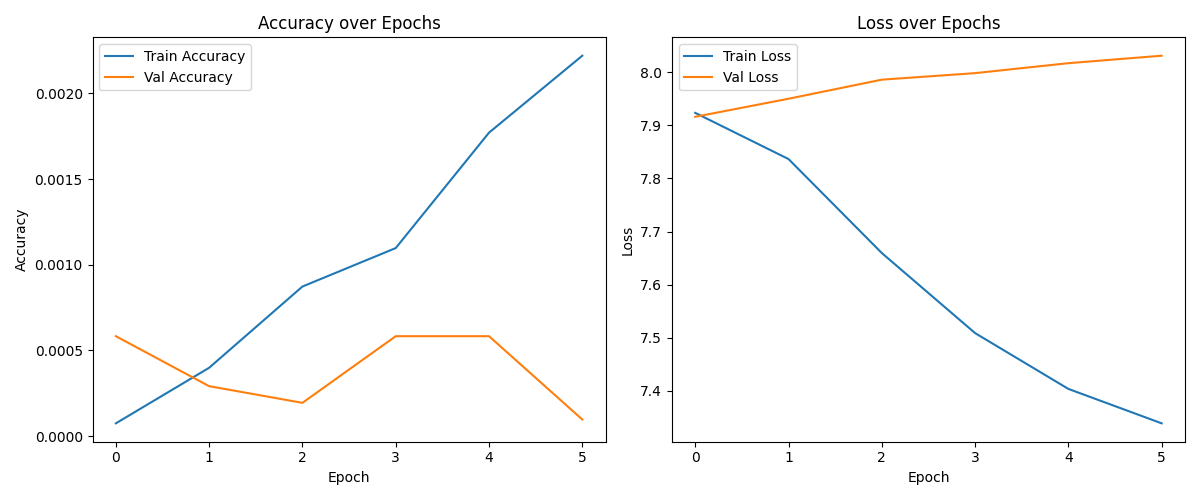 Accuracy over Epochs
Train Accuracy
Val Accuracy
0.0020
0.0015
0.0010
0.0005
0.0000
Accuracy
0 1 2 3 4 5
Epoch
Loss over Epochs
Train Loss
Val Loss
8.0
7.9
7.8
7.7
7.6
7.5
7.4
Loss
0 1 2 3 4 5
Epoch